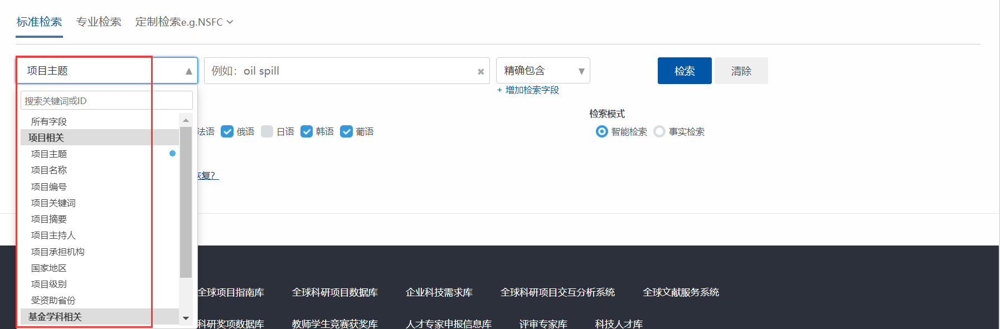 标准检索 专业检索 定制检索e.g.NSFC
项目主题 例如：oil spill 精确包含 检索 清除
+ 增加检索字段
搜索关键词或ID
检索模式
所有字段
法语 俄语 日语 韩语 葡语 智能检索 事实检索
项目相关
项目主题
项目名称
恢复？
项目编号
项目关键词
项目摘要
项目主持人
项目承担机构
国家地区
项目级别
全球项目指南库 全球科研项目数据库 企业科技需求库 全球科研项目交互分析系统 全球文献服务系统
受资助省份
基金学科相关
科研奖项数据库 教师学生竞赛获奖库 人才专家申报信息库 评审专家库 科技人才库